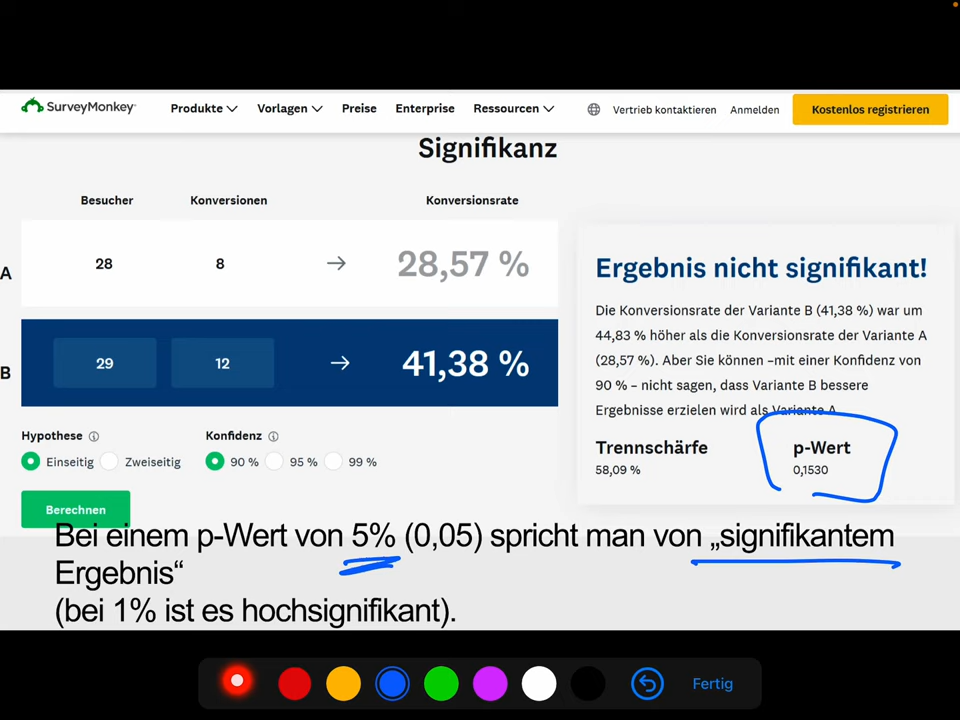 SurveyMonkey Produkte Vorlagen Preise Enterprise Ressourcen Vertrieb kontaktieren Anmelden Kostenlos registrieren
Signifikanz
Besucher Konversionen Konversionsrate
A 28 8 → 28,57 %
B 29 12 → 41,38 %
Hypothese Konfidenz
Einseitig Zweiseitig 90 % 95 % 99 %
Berechnen
Ergebnis nicht signifikant!
Die Konversionsrate der Variante B (41,38 %) war um
44,83 % höher als die Konversionsrate der Variante A
(28,57 %). Aber Sie können –mit einer Konfidenz von
90 % – nicht sagen, dass Variante B bessere
Ergebnisse erzielen wird als Variante A.
Trennschärfe p-Wert
58,09 % 0,1530
Bei einem p-Wert von 5% (0,05) spricht man von „signifikantem
Ergebnis“
(bei 1% ist es hochsignifikant).
Fertig